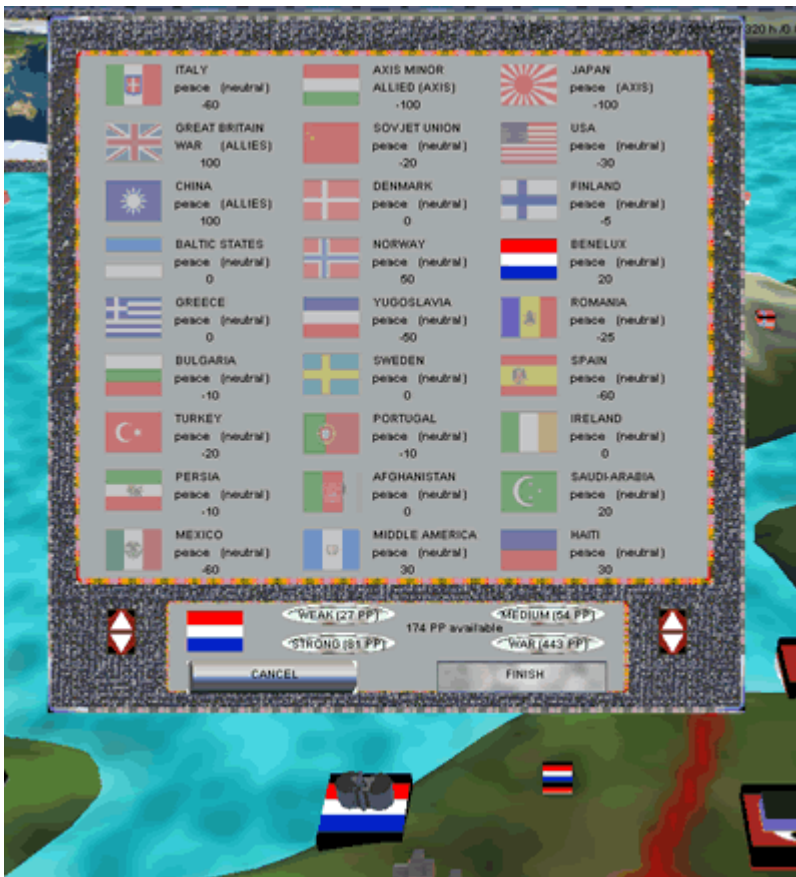 ITALY
peace (neutral)
-60
AXIS MINOR
ALLIED (AXIS)
-100
JAPAN
peace (AXIS)
-100
GREAT BRITAIN
WAR (ALLIES)
100
SOVJET UNION
peace (neutral)
-20
USA
peace (neutral)
-30
CHINA
peace (ALLIES)
100
DENMARK
peace (neutral)
0
FINLAND
peace (neutral)
-5
BALTIC STATES
peace (neutral)
0
NORWAY
peace (neutral)
50
BENELUX
peace (neutral)
20
GREECE
peace (neutral)
0
YUGOSLAVIA
peace (neutral)
-50
ROMANIA
peace (neutral)
-25
BULGARIA
peace (neutral)
-10
SWEDEN
peace (neutral)
0
SPAIN
peace (neutral)
-60
TURKEY
peace (neutral)
-20
PORTUGAL
peace (neutral)
-10
IRELAND
peace (neutral)
0
PERSIA
peace (neutral)
-10
AFGHANISTAN
peace (neutral)
0
SAUDI-ARABIA
peace (neutral)
20
MEXICO
peace (neutral)
-60
MIDDLE AMERICA
peace (neutral)
30
HAITI
peace (neutral)
30
WEAK (27 PP)
MEDIUM (54 PP)
174 PP available
STRONG (81 PP)
WAR (443 PP)
CANCEL
FINISH